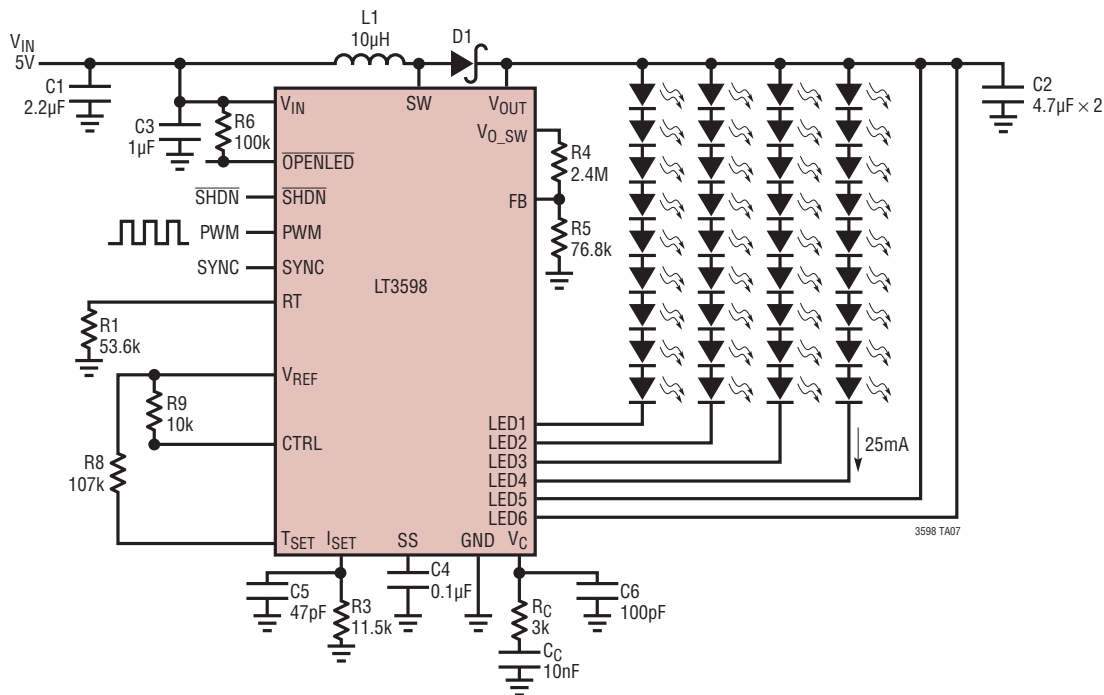 L1
10µH
D1
VIN
5V
C1
2.2µF
C3
1µF
R6
100k
VIN
SW
VOUT
VO_SW
R4
2.4M
FB
R5
76.8k
C2
4.7µF × 2
OPENLED
SHDN
SHDN
PWM
PWM
SYNC
SYNC
LT3598
RT
R1
53.6k
VREF
R9
10k
CTRL
R8
107k
TSET
ISET
SS
GND
VC
LED1
LED2
LED3
LED4
LED5
LED6
25mA
3598 TA07
C5
47pF
R3
11.5k
C4
0.1µF
RC
3k
CC
10nF
C6
100pF